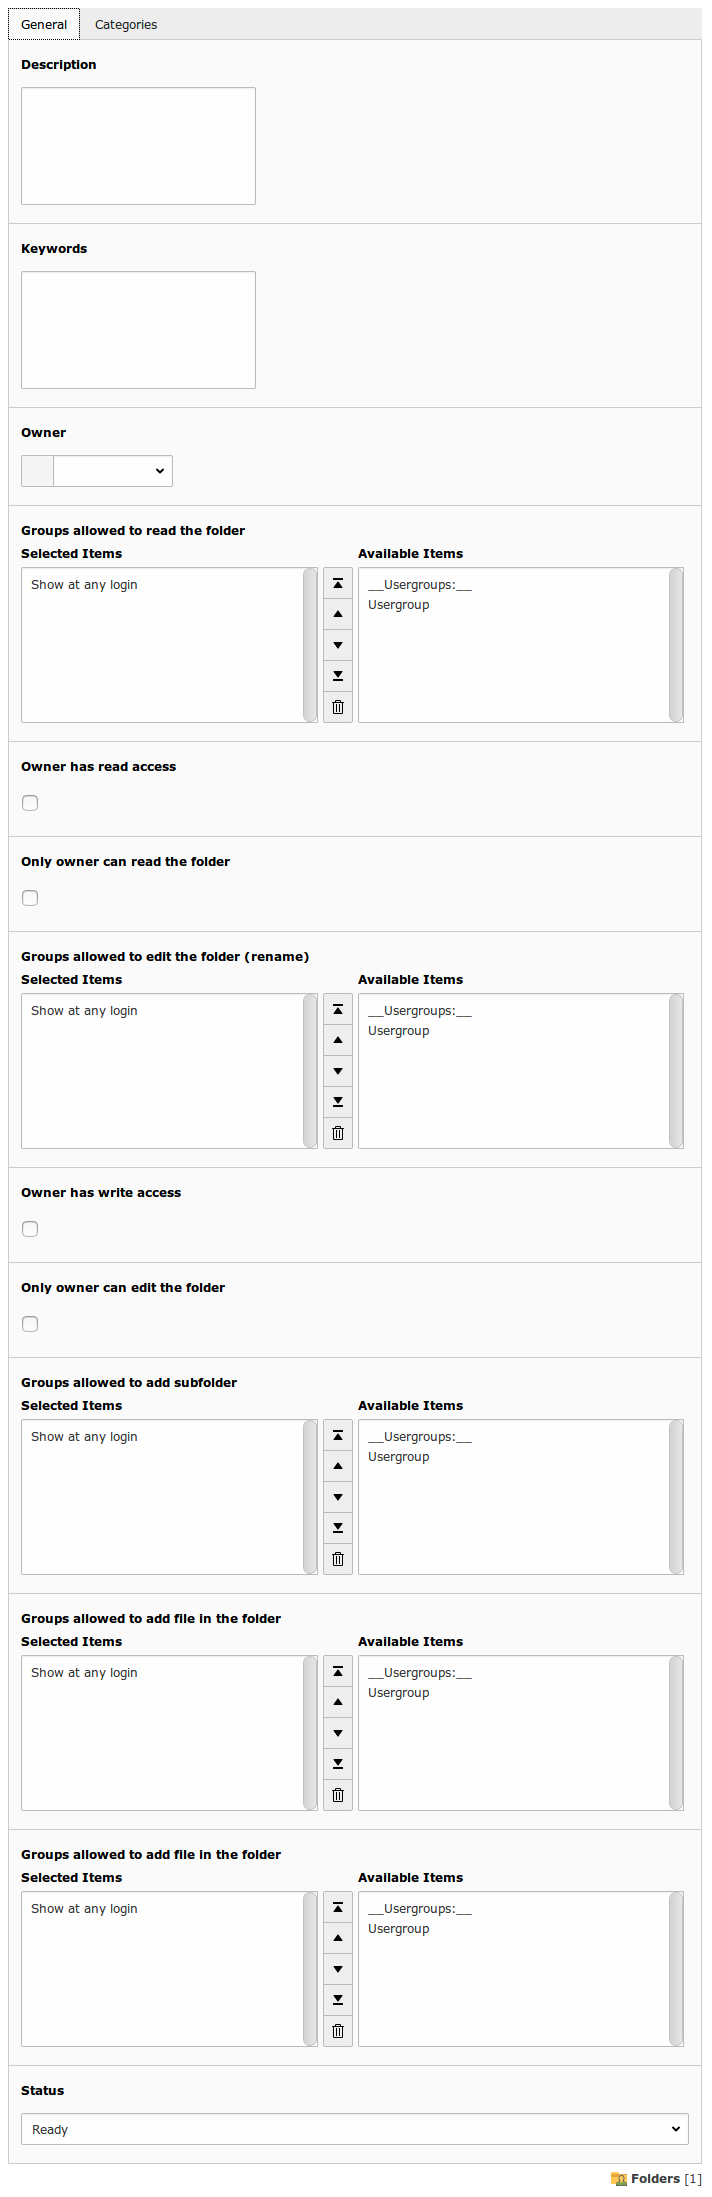 General Categories
Description
Keywords
Owner
Groups allowed to read the folder
Selected Items Available Items
Show at any login __Usergroups:__
Usergroup
Owner has read access
Only owner can read the folder
Groups allowed to edit the folder (rename)
Selected Items Available Items
Show at any login __Usergroups:__
Usergroup
Owner has write access
Only owner can edit the folder
Groups allowed to add subfolder
Selected Items Available Items
Show at any login __Usergroups:__
Usergroup
Groups allowed to add file in the folder
Selected Items Available Items
Show at any login __Usergroups:__
Usergroup
Groups allowed to add file in the folder
Selected Items Available Items
Show at any login __Usergroups:__
Usergroup
Status
Ready
Folders [1]